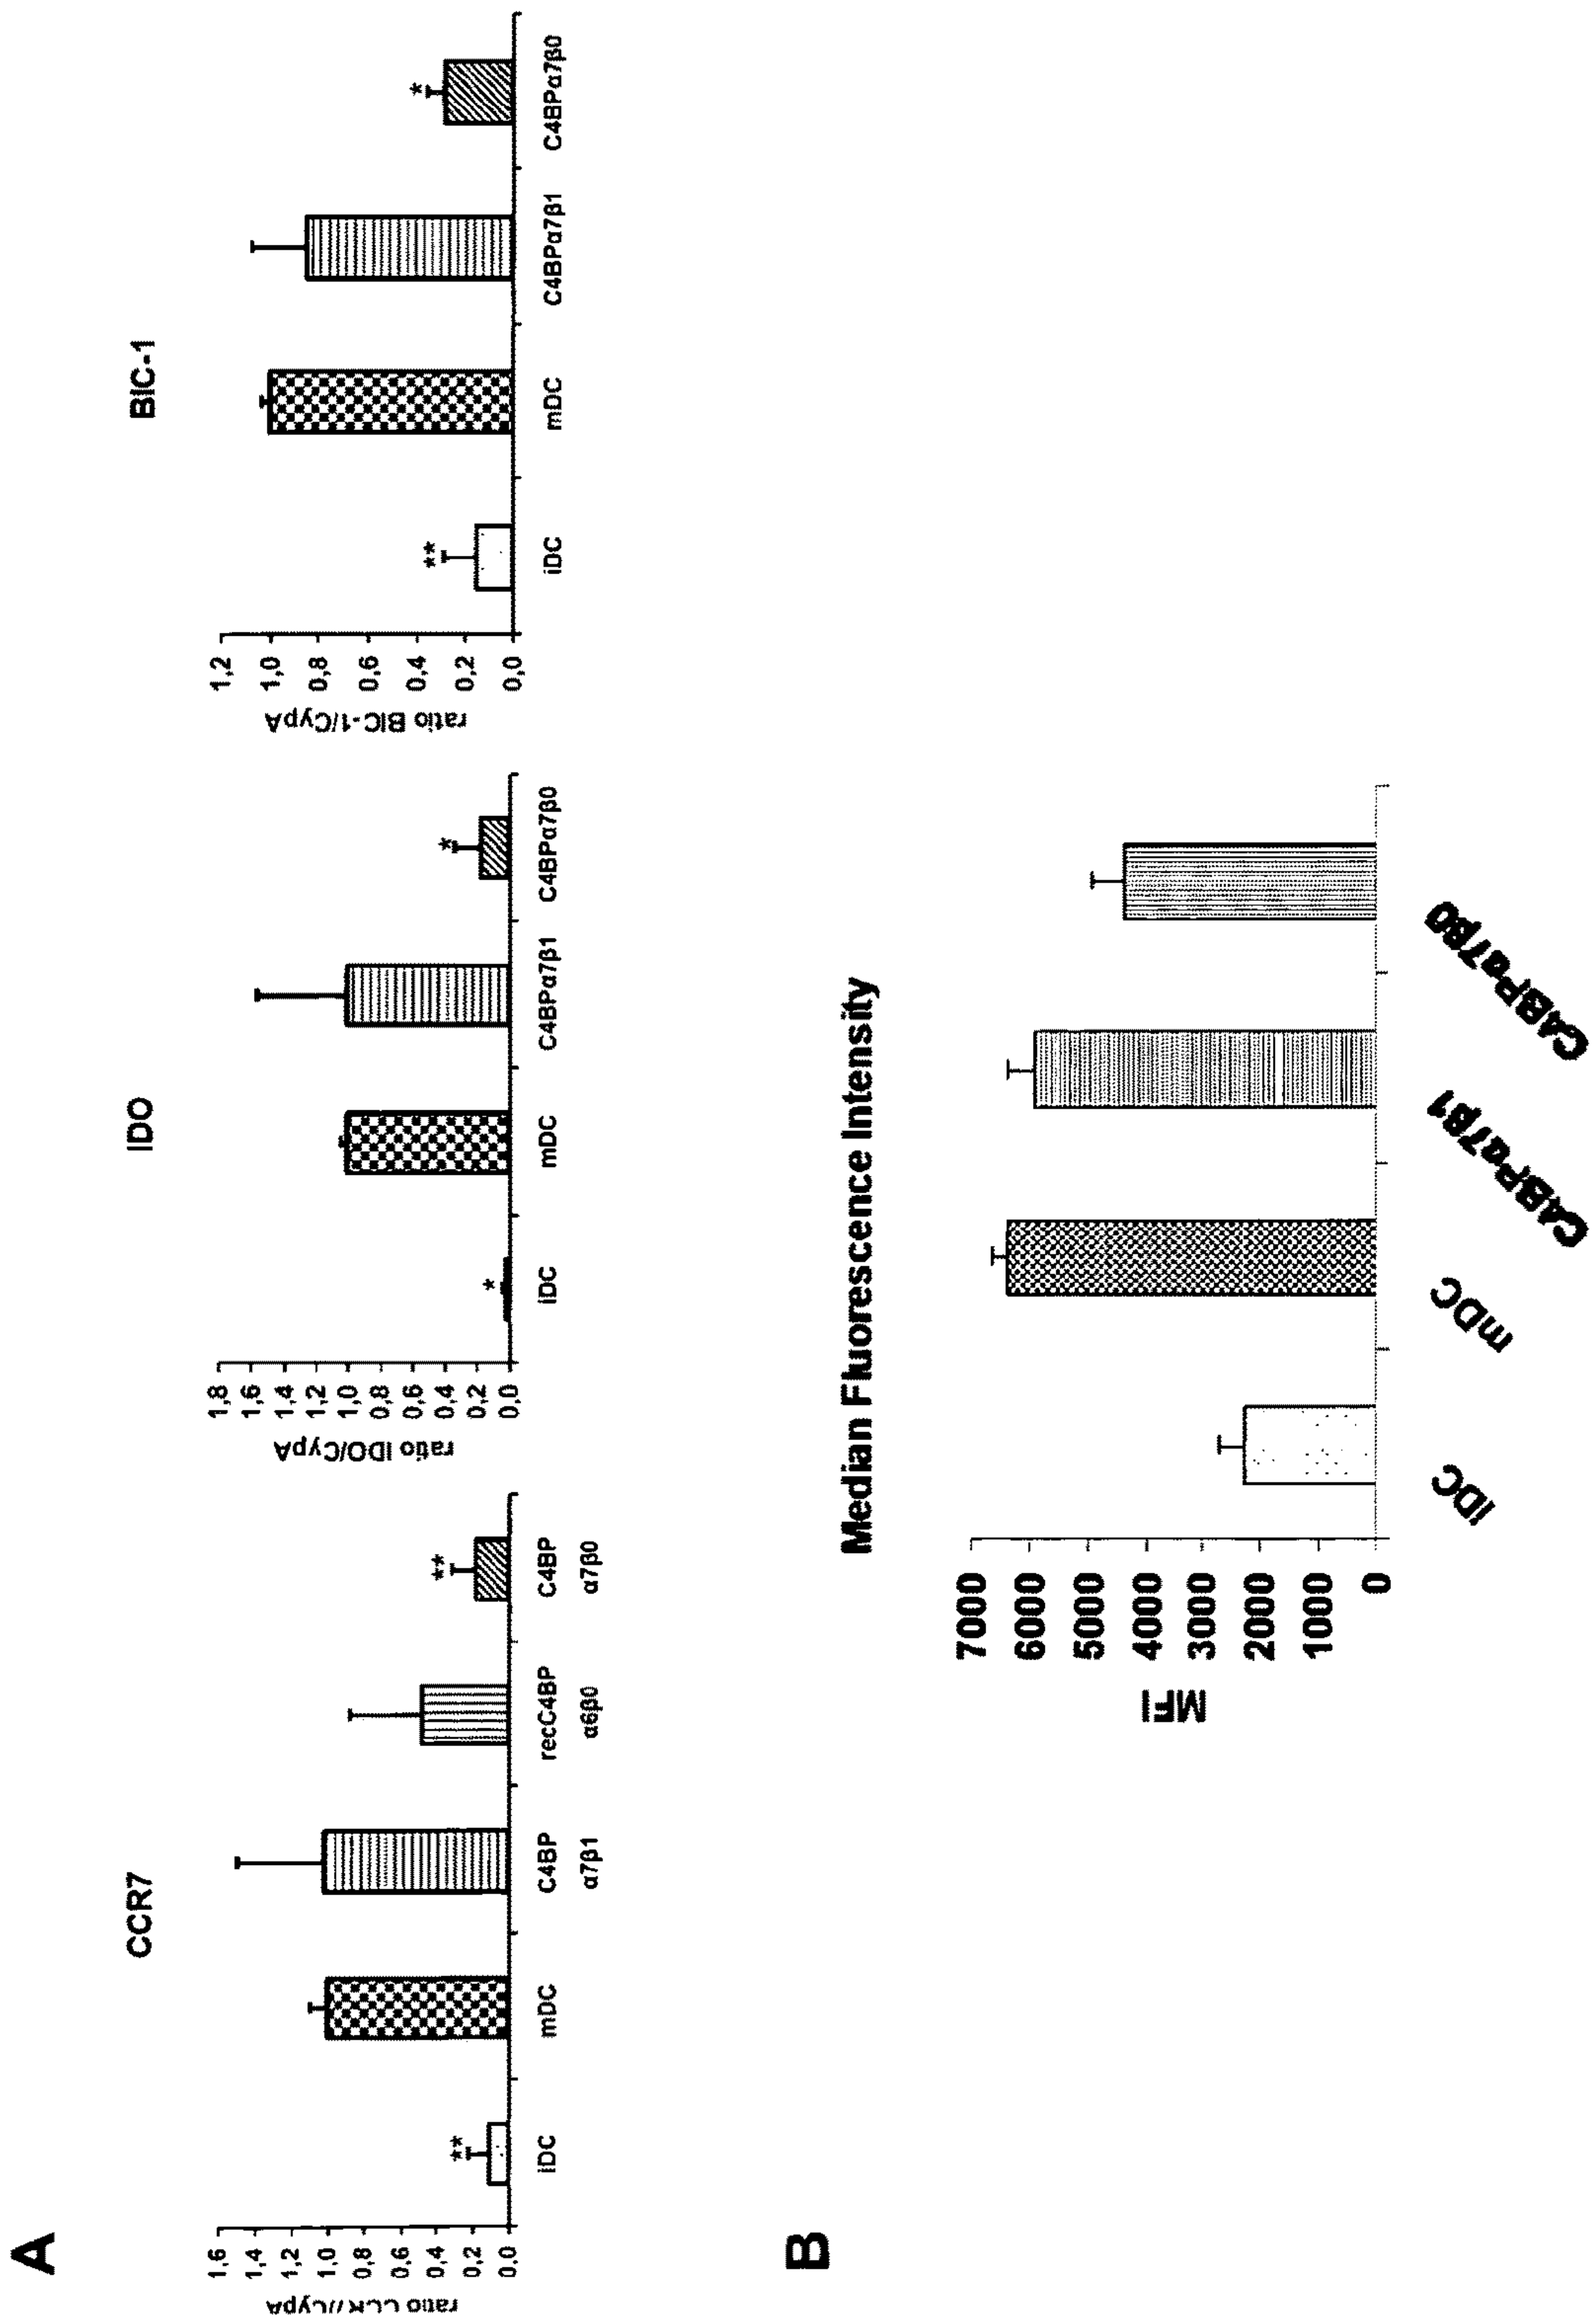 A
CCR7
ratio CCR7/CypA
1,6
1,4
1,2
1,0
0,8
0,6
0,4
0,2
0,0
**
**
iDC
mDC
C4BP
α7β1
recC4BP
α6β0
C4BP
α7β0
IDO
ratio IDO/CypA
1,8
1,6
1,4
1,2
1,0
0,8
0,6
0,4
0,2
0,0
*
*
iDC
mDC
C4BPα7β1
C4BPα7β0
BIC-1
ratio BIC-1/CypA
1,2
1,0
0,8
0,6
0,4
0,2
0,0
**
*
iDC
mDC
C4BPα7β1
C4BPα7β0
B
Median Fluorescence Intensity
MFI
7000
6000
5000
4000
3000
2000
1000
0
iDC
mDC
C4BPα7β1
C4BPα7β0